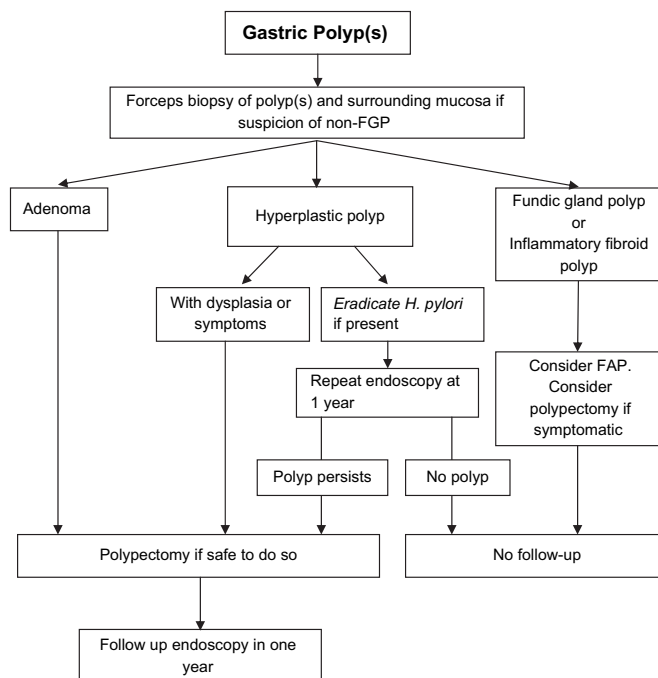 Gastric Polyp(s)
Forceps biopsy of polyp(s) and surrounding mucosa if
suspicion of non-FGP
Adenoma
Hyperplastic polyp
Fundic gland polyp
or
Inflammatory fibroid
polyp
With dysplasia or
symptoms
Eradicate H. pylori
if present
Repeat endoscopy at
1 year
Consider FAP.
Consider
polypectomy if
symptomatic
Polyp persists
No polyp
Polypectomy if safe to do so
No follow-up
Follow up endoscopy in one
year